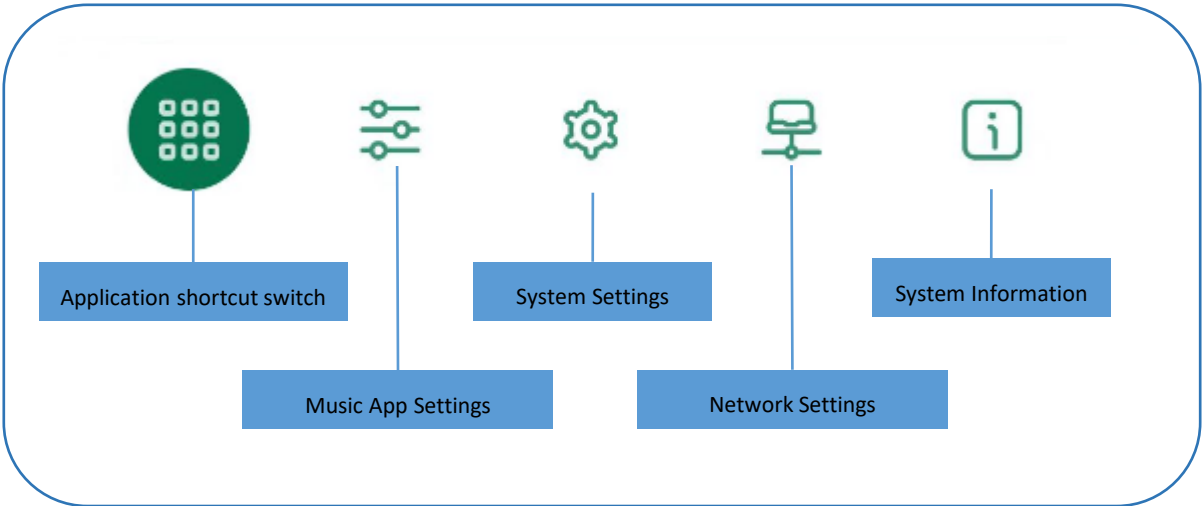 Application shortcut switch
System Settings
System Information
Music App Settings
Network Settings